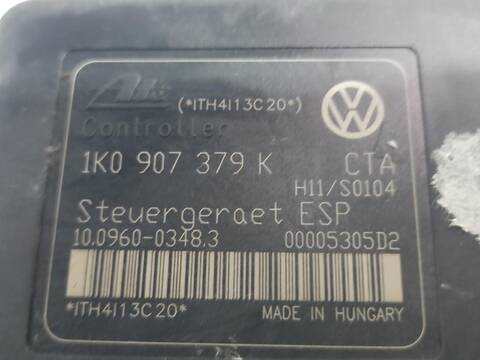 Ate (*ITH4I13C20*)
Controller
1K0 907 379 K CTA
H11/S0104
Steuergeraet ESP
10.0960-0348.3 00005305D2
*ITH4I13C20* MADE IN HUNGARY